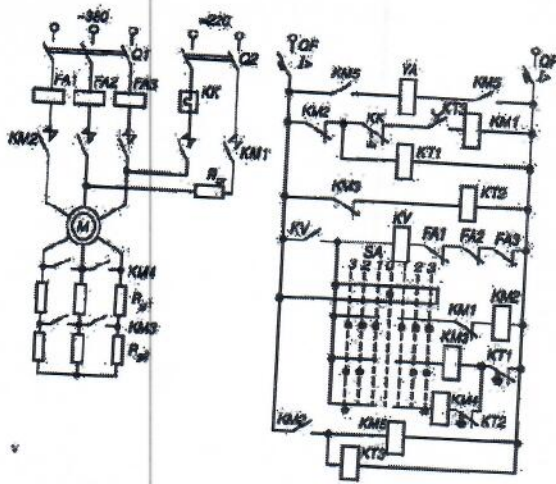 ~380
~220
Q1
Q2
QF
QF
I>
I>
FA1
FA2
FA3
KK
KM2
KM1
R
M
KM4
R
KM3
R
KM5
YA
KM5
KM2
KK
KT3
KM1
KT1
KM3
KT2
KV
KV
FA1
FA2
FA3
SA
3 2 1 0 1 2 3
KM1
KM2
KM3
KT1
KM4
KT2
KM2
KM5
KT3